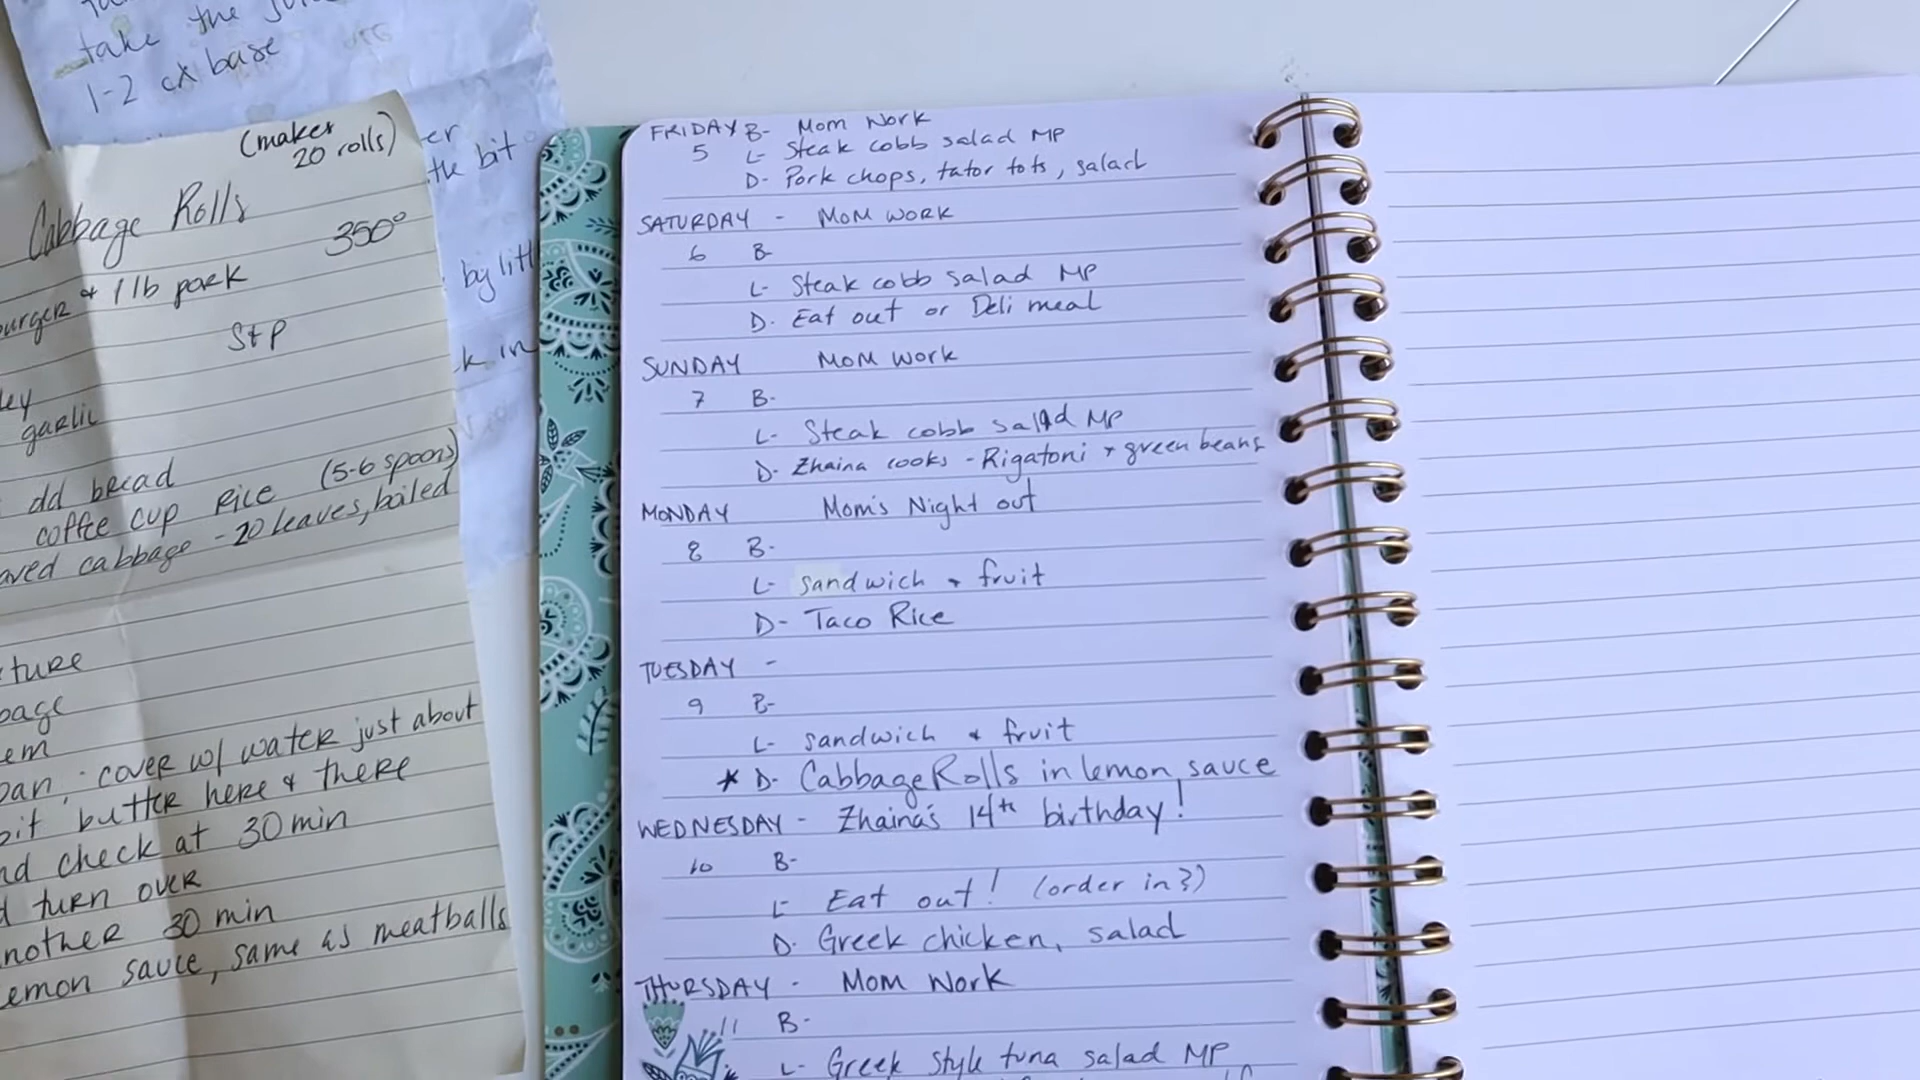 take the
1-2 cx base
er
the bit
by littl
k in
(makes
20 rolls)
Cabbage Rolls
350°
urger + 1 lb pork
S+P
ey
garlic
dd bread
coffee cup Rice (5-6 spoons)
aved cabbage - 20 leaves, boiled
ture
bage
em
pan, cover w/ water just about
bit butter here & there
nd check at 30 min
d turn over
nother 30 min
emon sauce, same as meatballs
FRIDAY B- Mom Work
5 L- Steak cobb salad MP
D- Pork chops, tator tots, salad
SATURDAY - MOM WORK
6 B-
L- Steak cobb salad MP
D. Eat out or Deli meal
SUNDAY MOM WORK
7 B.
L- Steak cobb salad MP
D. Zhaina cooks - Rigatoni + green beans
MONDAY Mom's Night out
8 B-
L- sandwich + fruit
D- Taco Rice
TUESDAY -
9 B-
L- sandwich + fruit
* D- Cabbage Rolls in lemon sauce
WEDNESDAY - Zhaina's 14th birthday!
10 B-
L- Eat out! (order in?)
D. Greek chicken, salad
THURSDAY - Mom Work
11 B-
L- Greek style tuna salad MP